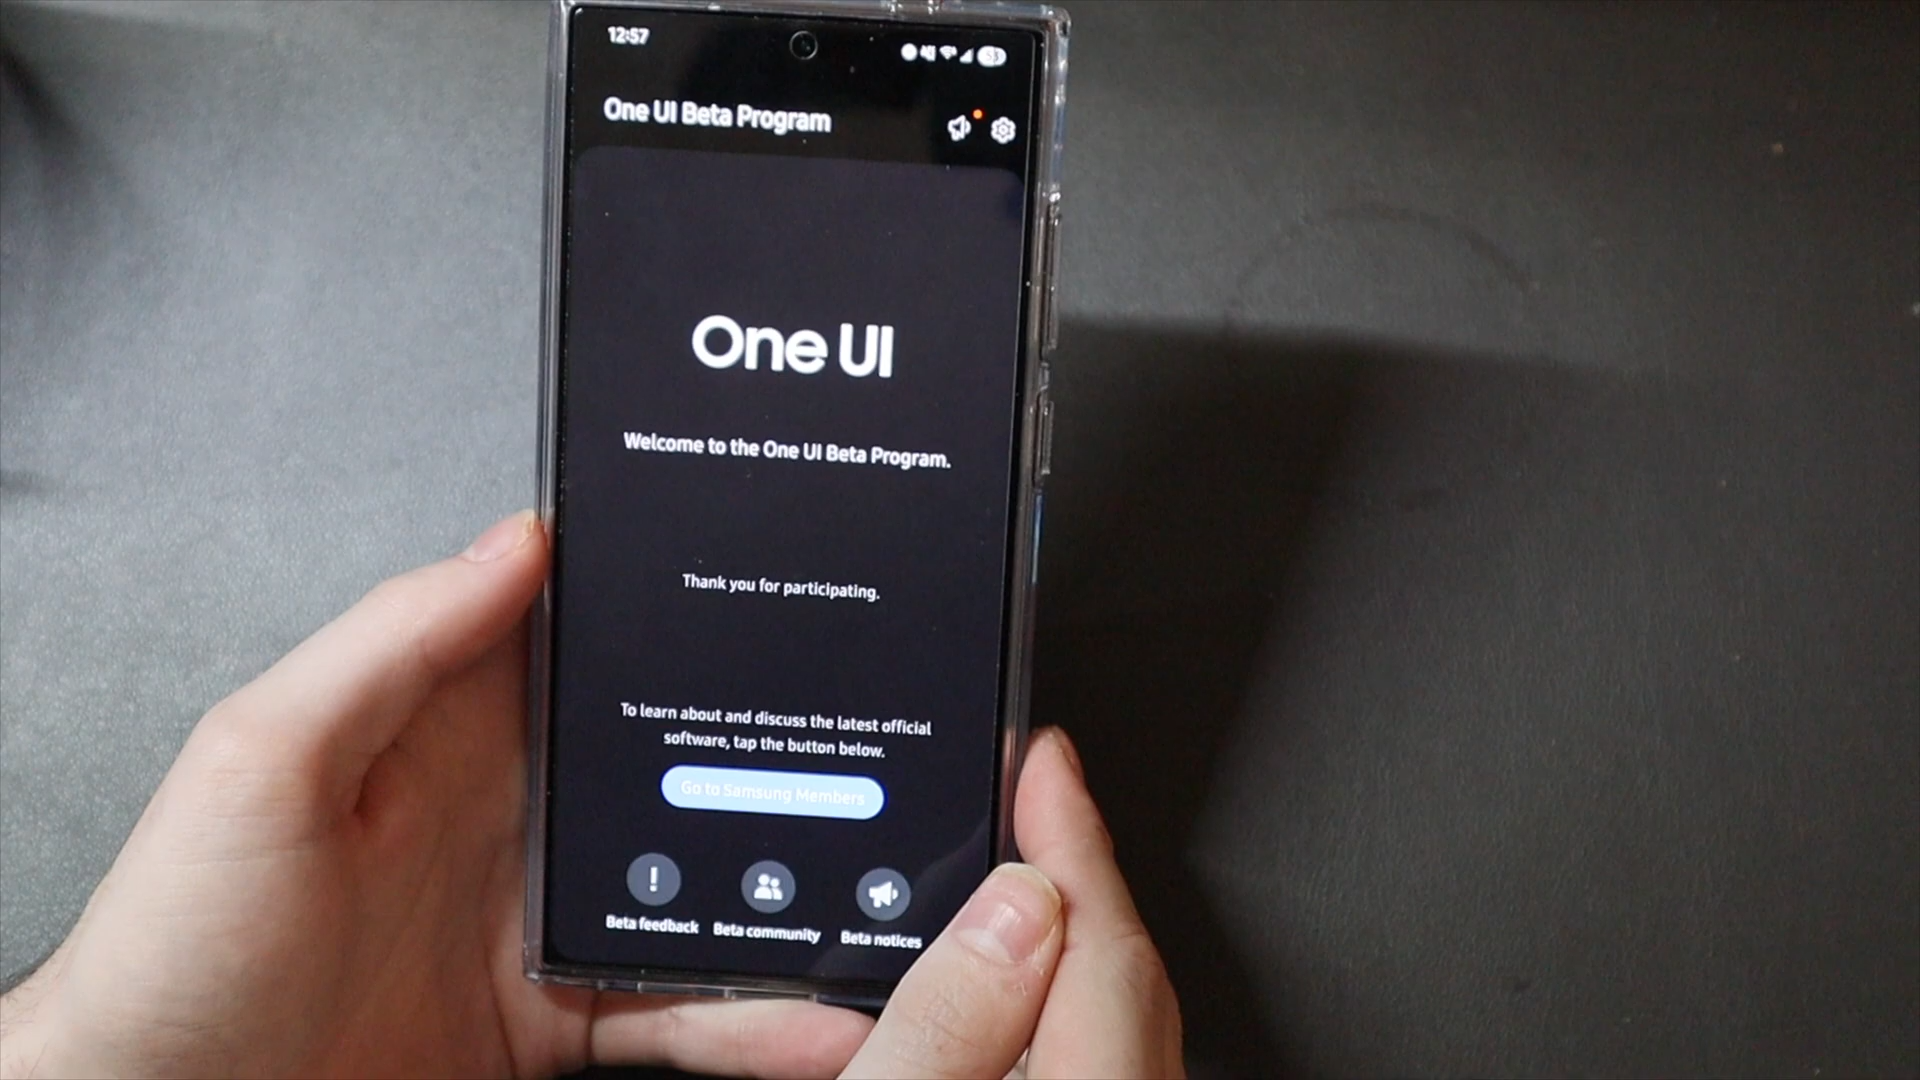 12:57
One UI Beta Program
One UI
Welcome to the One UI Beta Program.
Thank you for participating.
To learn about and discuss the latest official
software, tap the button below.
Go to Samsung Members
Beta feedback
Beta community
Beta notices